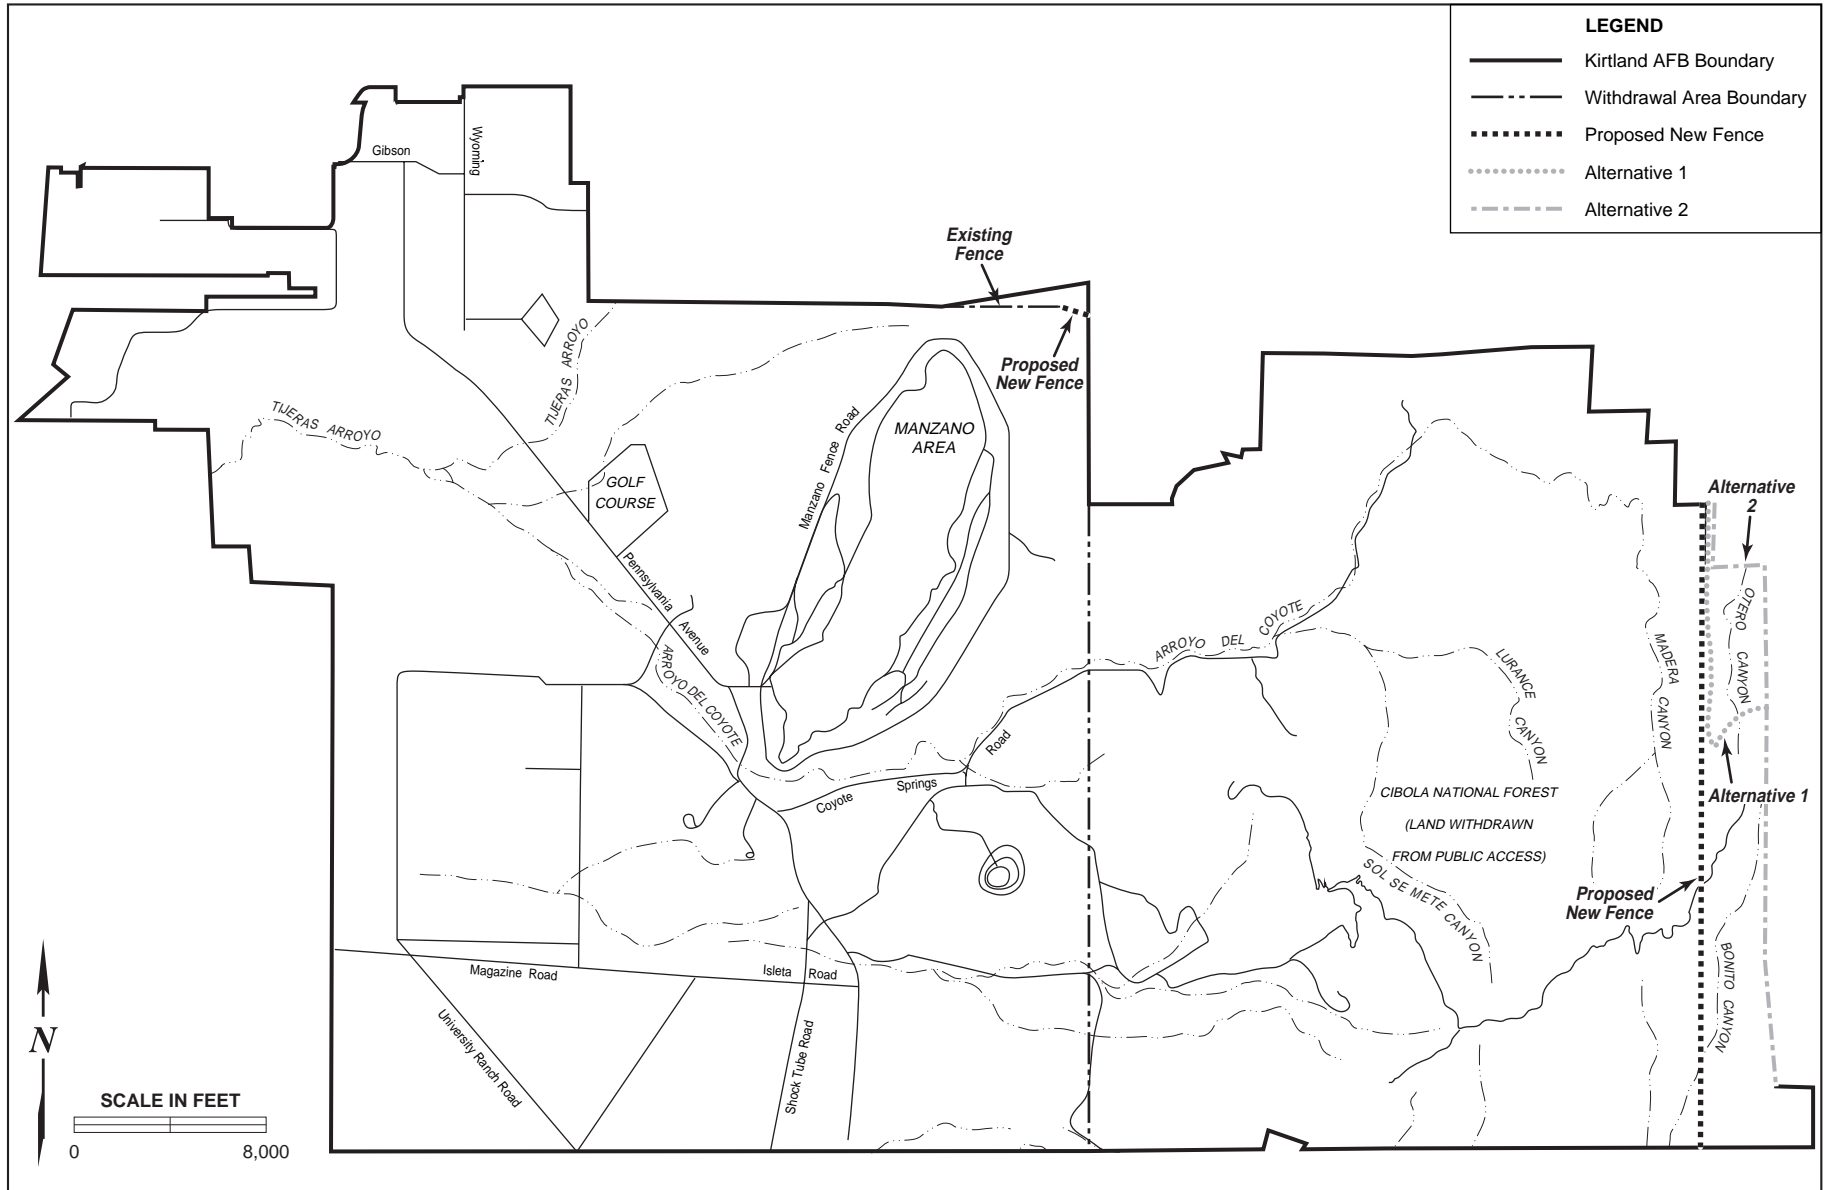 LEGEND
Kirtland AFB Boundary
Withdrawal Area Boundary
Proposed New Fence
Alternative 1
Alternative 2
Gibson
Wyoming
Existing
Fence
Proposed
New Fence
TIJERAS ARROYO
TIJERAS ARROYO
Manzano Fence Road
MANZANO
AREA
GOLF
COURSE
Alternative
2
Pennsylvania Avenue
ARROYO DEL COYOTE
ARROYO DEL COYOTE
OTERO CANYON
MADERA CANYON
LURANCE CANYON
Coyote Springs Road
CIBOLA NATIONAL FOREST
(LAND WITHDRAWN
FROM PUBLIC ACCESS)
Alternative 1
SOL SE METE CANYON
Proposed
New Fence
BONITO CANYON
Magazine Road
Isleta Road
University Ranch Road
Shock Tube Road
N
SCALE IN FEET
0 8,000